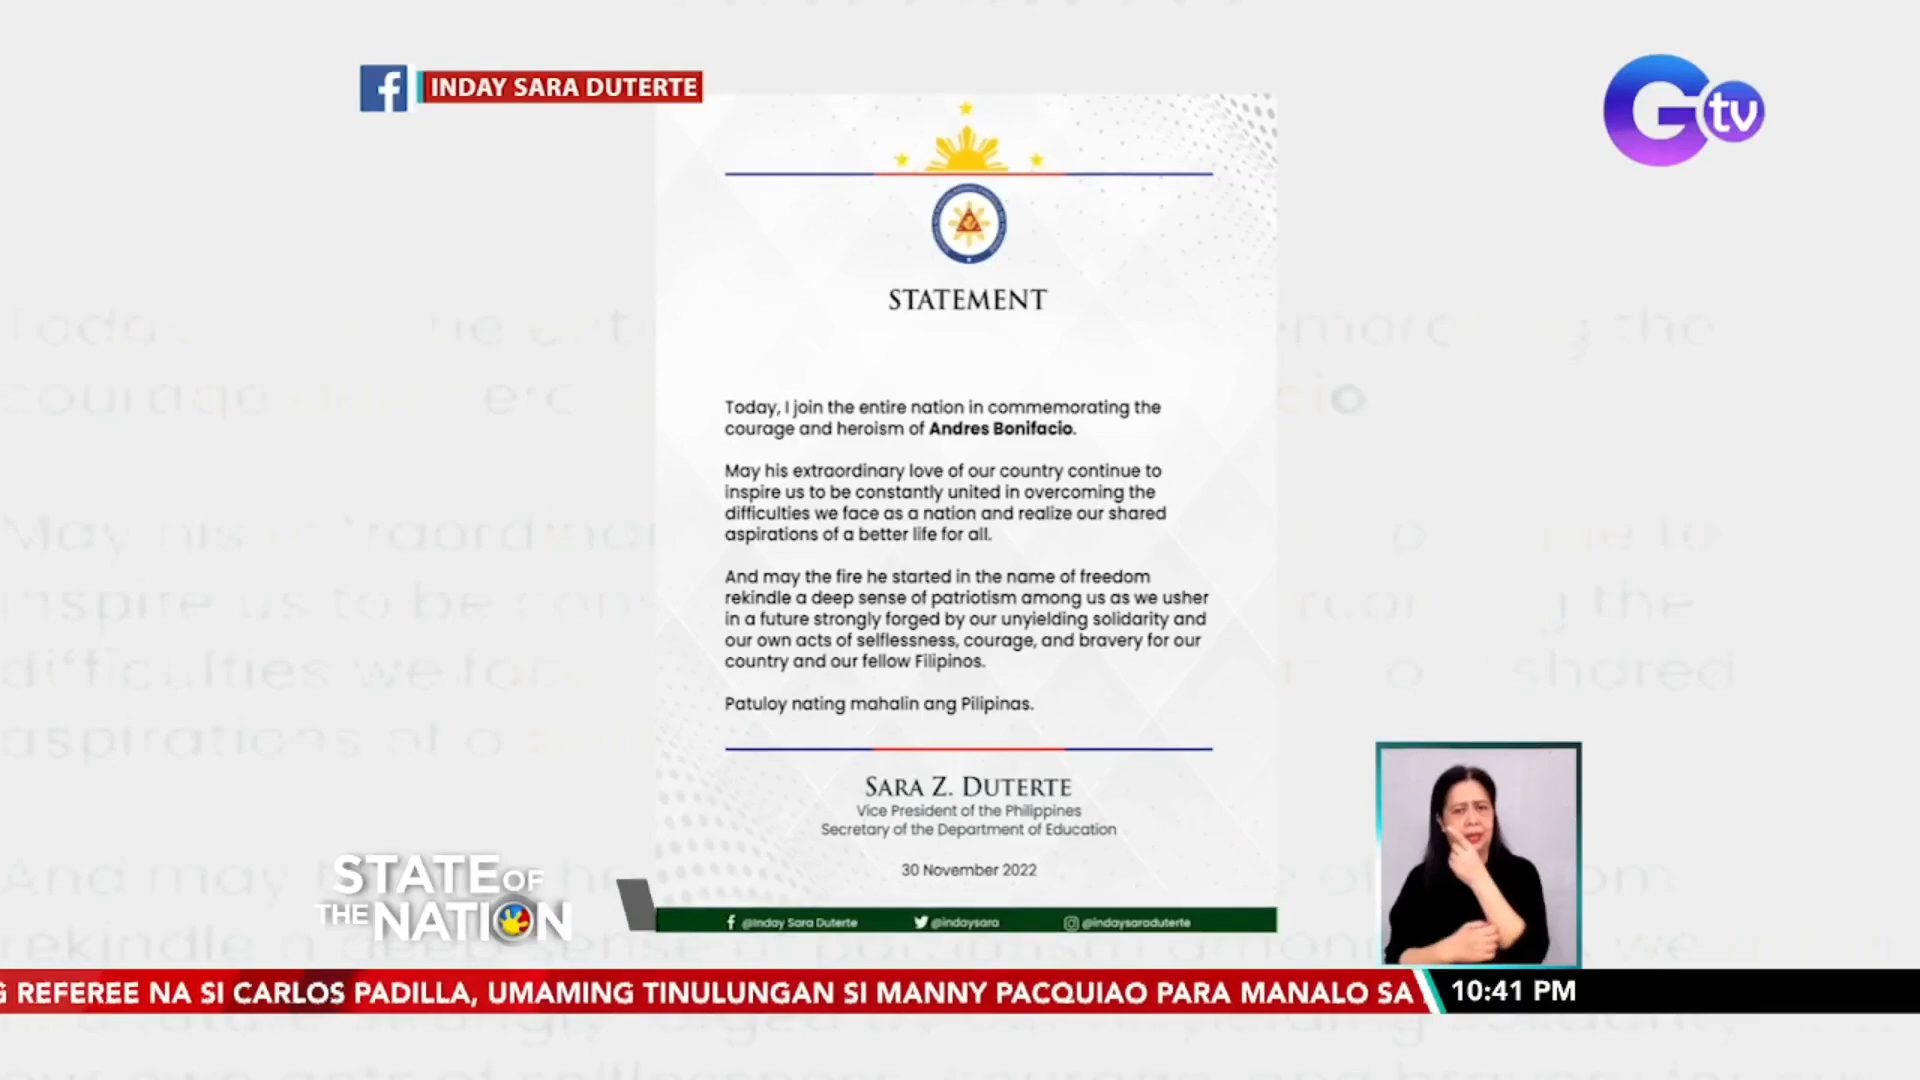 INDAY SARA DUTERTE
G tv
STATEMENT
Today, I join the entire nation in commemorating the
courage and heroism of Andres Bonifacio.
May his extraordinary love of our country continue to
inspire us to be constantly united in overcoming the
difficulties we face as a nation and realize our shared
aspirations of a better life for all.
And may the fire he started in the name of freedom
rekindle a deep sense of patriotism among us as we usher
in a future strongly forged by our unyielding solidarity and
our own acts of selflessness, courage, and bravery for our
country and our fellow Filipinos.
Patuloy nating mahalin ang Pilipinas.
SARA Z. DUTERTE
Vice President of the Philippines
Secretary of the Department of Education
30 November 2022
@Inday Sara Duterte @indaysara @indaysaraduterte
STATE OF
THE NATION
REFEREE NA SI CARLOS PADILLA, UMAMING TINULUNGAN SI MANNY PACQUIAO PARA MANALO SA
10:41 PM